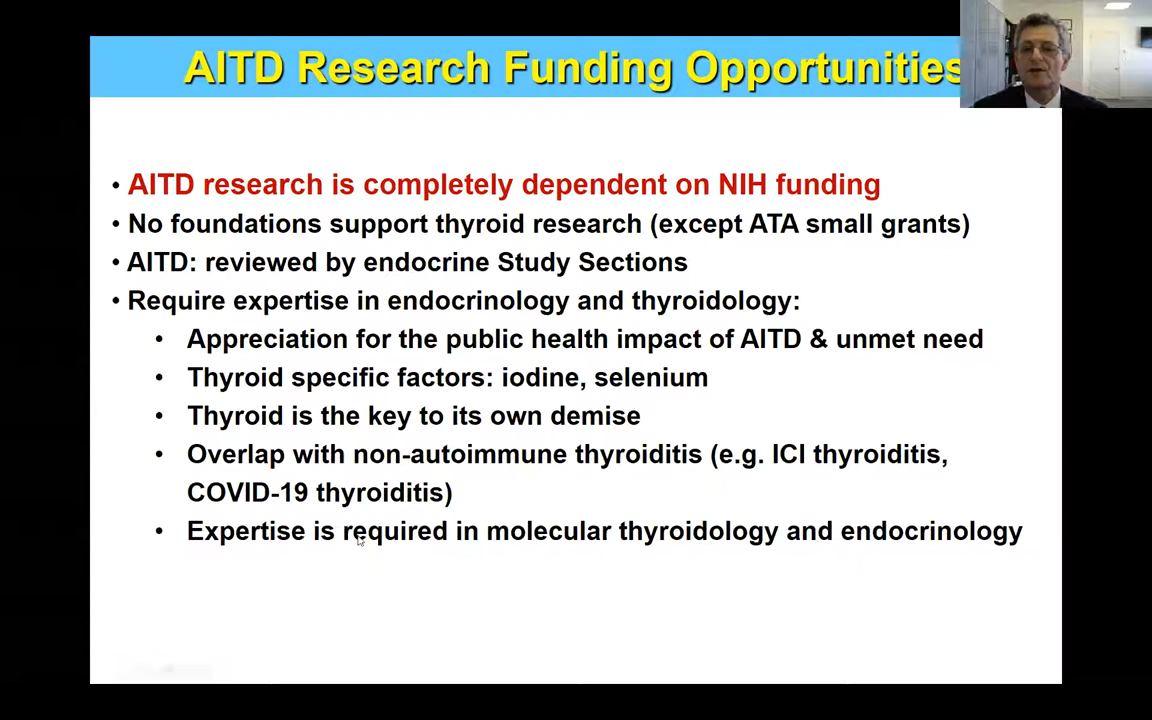 AITD Research Funding Opportunities
• AITD research is completely dependent on NIH funding
• No foundations support thyroid research (except ATA small grants)
• AITD: reviewed by endocrine Study Sections
• Require expertise in endocrinology and thyroidology:
• Appreciation for the public health impact of AITD & unmet need
• Thyroid specific factors: iodine, selenium
• Thyroid is the key to its own demise
• Overlap with non-autoimmune thyroiditis (e.g. ICI thyroiditis,
COVID-19 thyroiditis)
• Expertise is required in molecular thyroidology and endocrinology